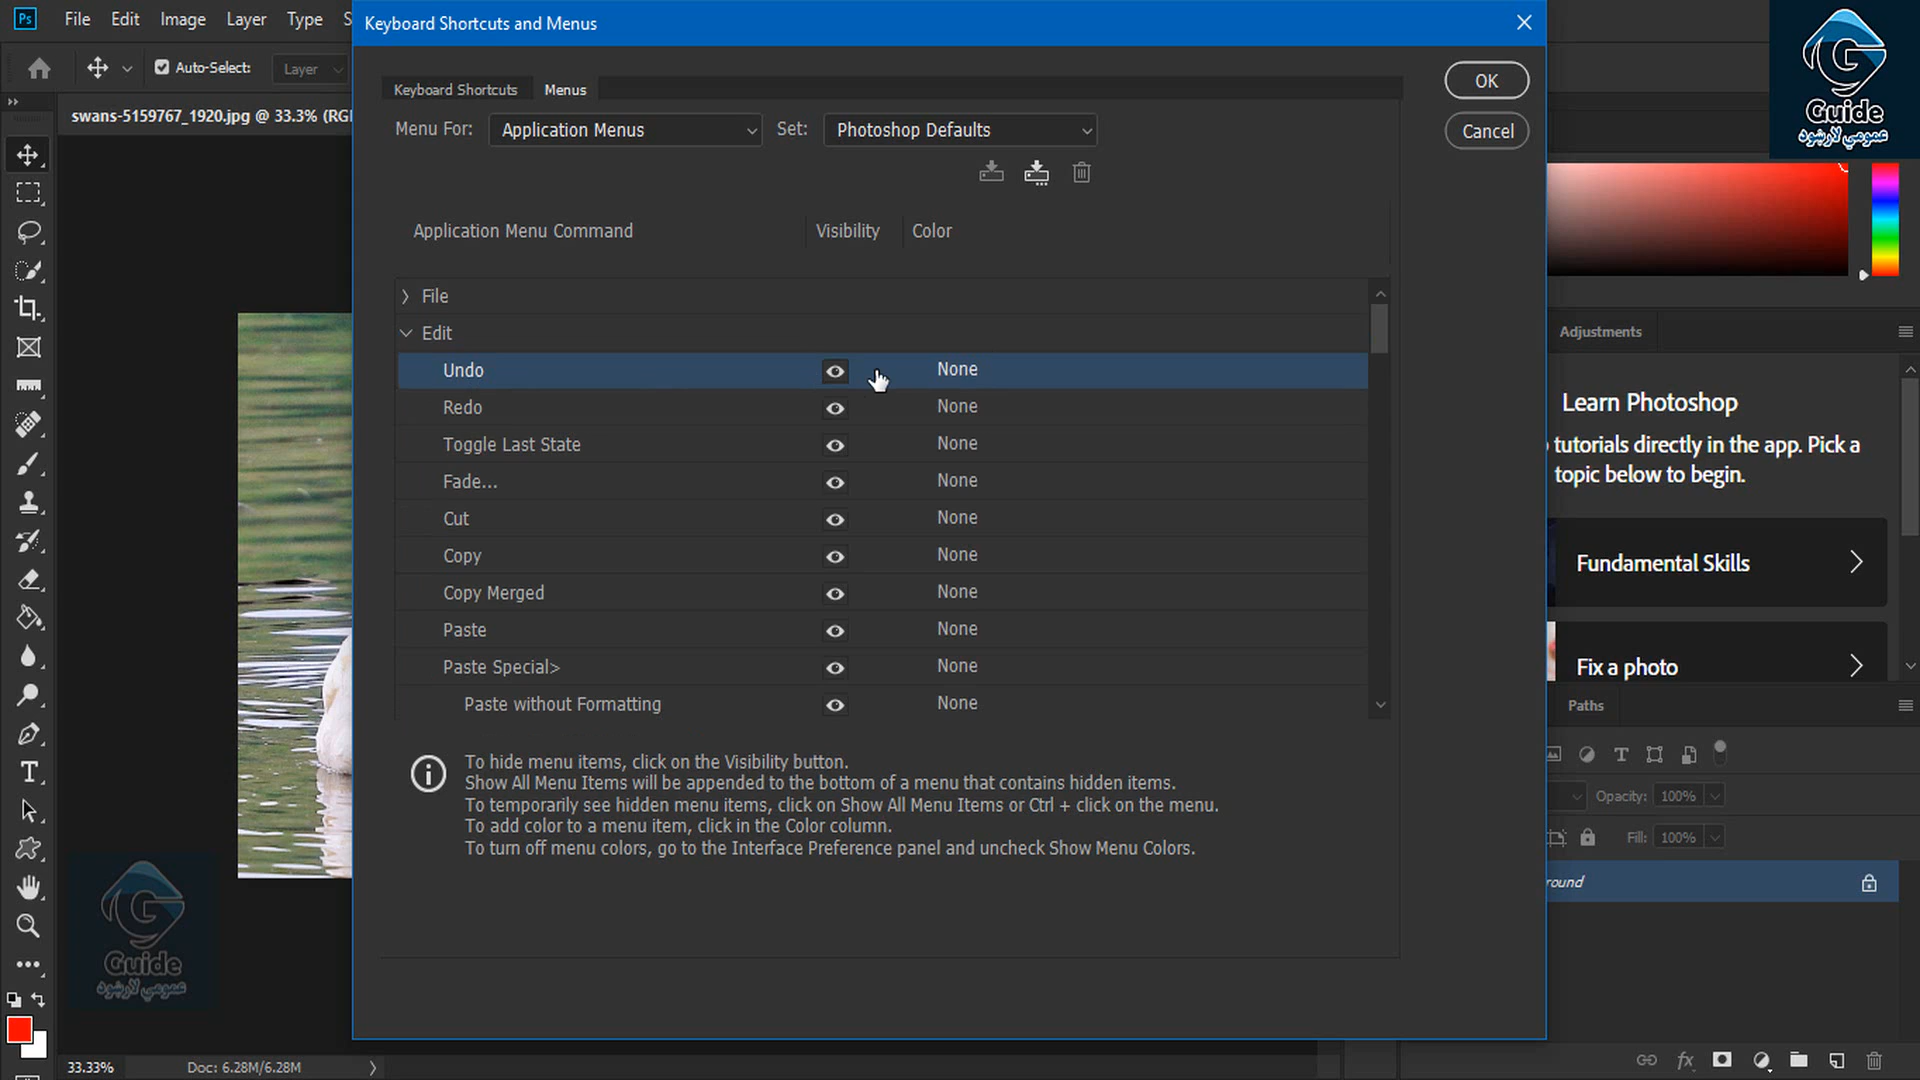 Ps File Edit Image Layer Type S
Keyboard Shortcuts and Menus
Auto-Select: Layer
swans-5159767_1920.jpg @ 33.3% (RG
Keyboard Shortcuts Menus
OK
Cancel
Menu For: Application Menus Set: Photoshop Defaults
Application Menu Command Visibility Color
File
Edit
Undo None
Redo None
Toggle Last State None
Fade... None
Cut None
Copy None
Copy Merged None
Paste None
Paste Special> None
Paste without Formatting None
To hide menu items, click on the Visibility button.
Show All Menu Items will be appended to the bottom of a menu that contains hidden items.
To temporarily see hidden menu items, click on Show All Menu Items or Ctrl + click on the menu.
To add color to a menu item, click in the Color column.
To turn off menu colors, go to the Interface Preference panel and uncheck Show Menu Colors.
Guide
عمومي لارښود
Adjustments
Learn Photoshop
tutorials directly in the app. Pick a
topic below to begin.
Fundamental Skills
Fix a photo
Paths
Opacity: 100%
Fill: 100%
round
fx
Guide
عمومي لارښود
33.33% Doc: 6.28M/6.28M